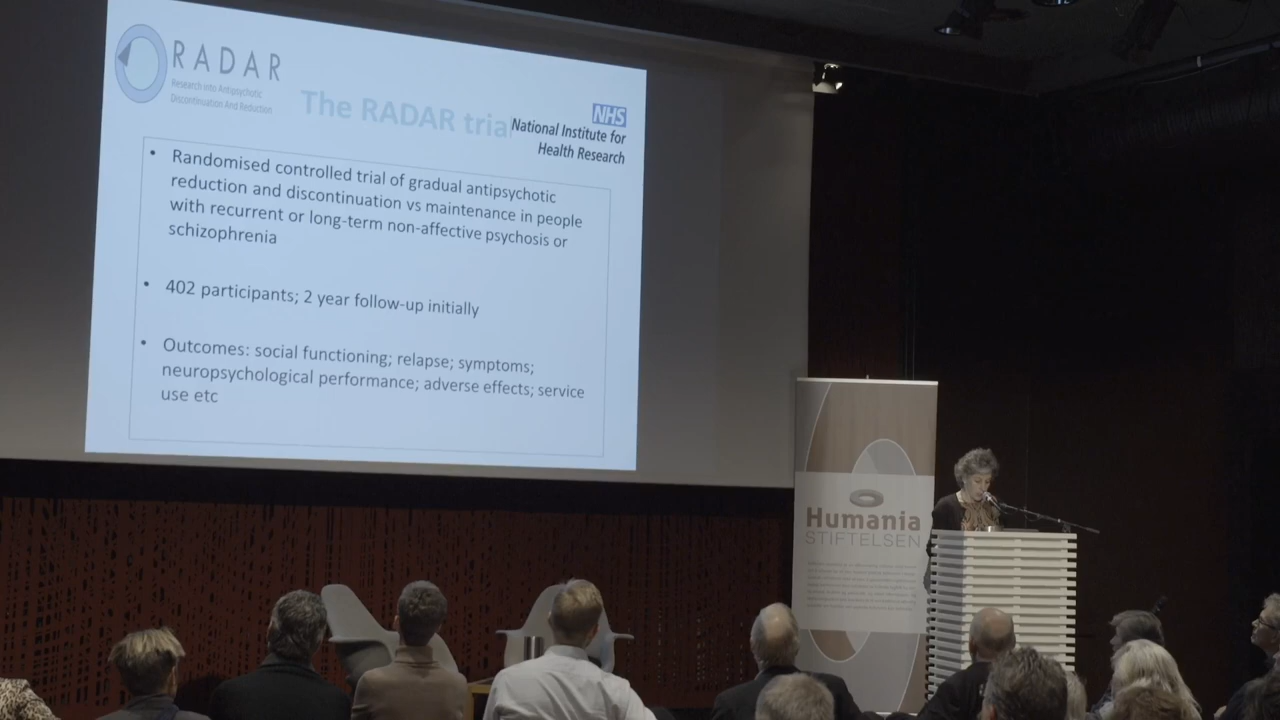 RADAR
Research into Antipsychotic
Discontinuation And Reduction
The RADAR trial
NHS
National Institute for
Health Research
• Randomised controlled trial of gradual antipsychotic
reduction and discontinuation vs maintenance in people
with recurrent or long-term non-affective psychosis or
schizophrenia
• 402 participants; 2 year follow-up initially
• Outcomes: social functioning; relapse; symptoms;
neuropsychological performance; adverse effects; service
use etc
Humania
STIFTELSEN